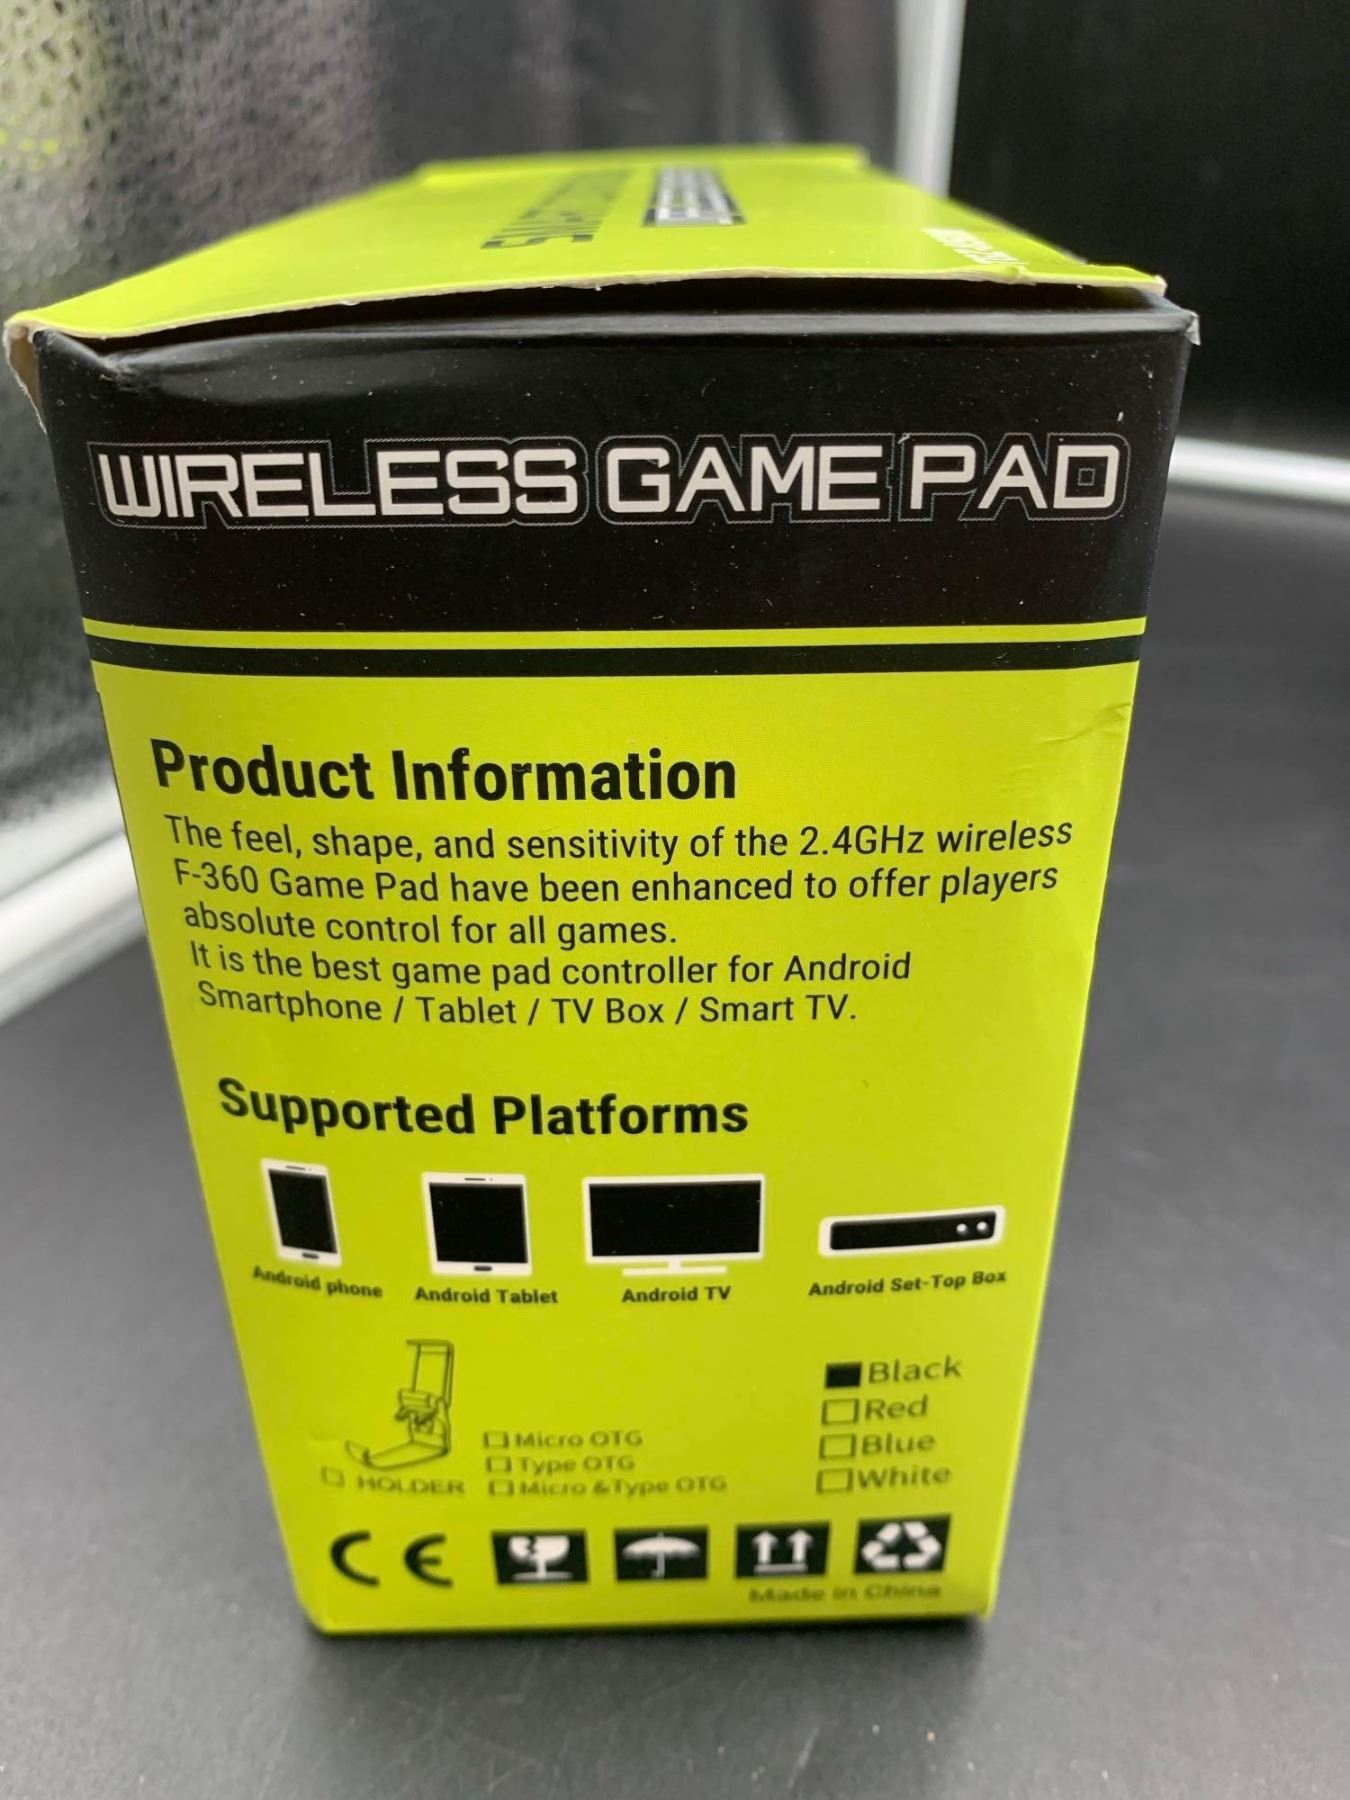 WIRELESS GAME PAD
Product Information
The feel, shape, and sensitivity of the 2.4GHz wireless
F-360 Game Pad have been enhanced to offer players
absolute control for all games.
It is the best game pad controller for Android
Smartphone / Tablet / TV Box / Smart TV.
Supported Platforms
Android phone
Android Tablet
Android TV
Android Set-Top Box
HOLDER
Micro OTG
Type OTG
Micro &Type OTG
Black
Red
Blue
White
CE
Made in China